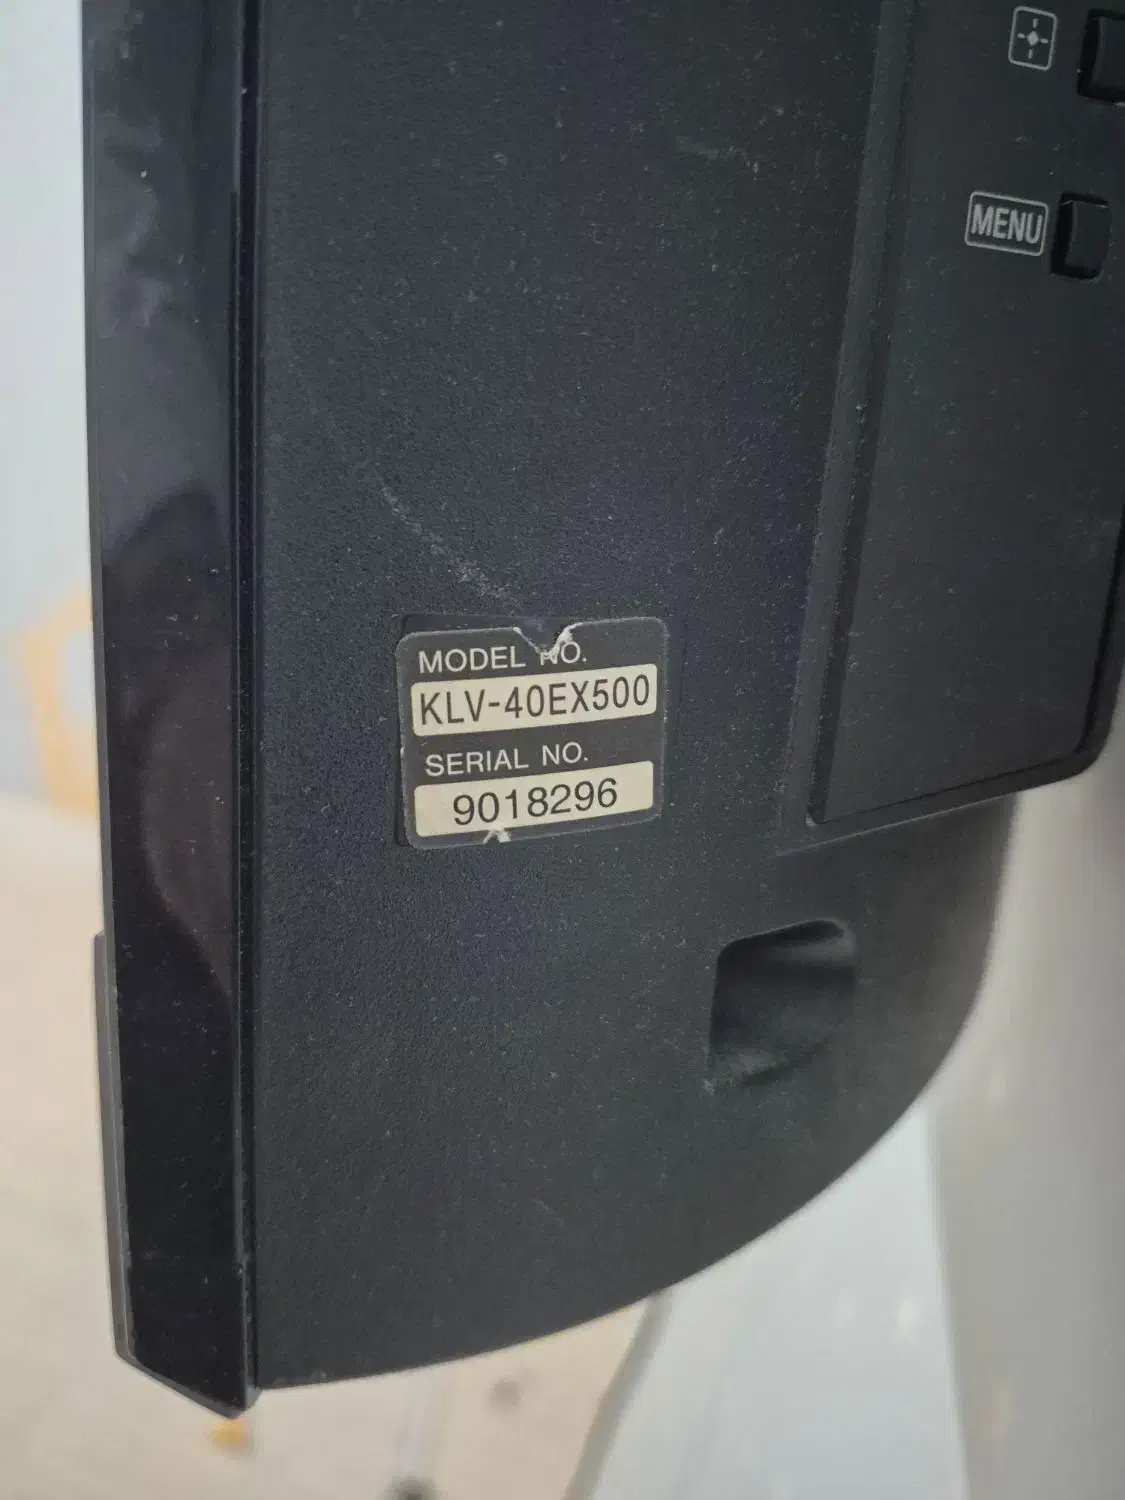 MENU
MODEL NO.
KLV-40EX500
SERIAL NO.
9018296